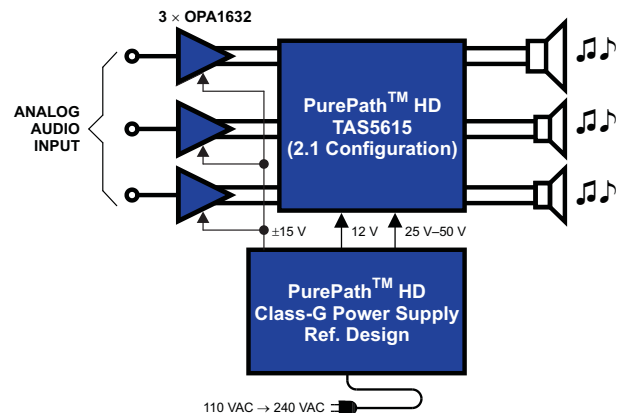 3 × OPA1632
ANALOG
AUDIO
INPUT
PurePath™ HD
TAS5615
(2.1 Configuration)
±15 V
12 V
25 V–50 V
PurePath™ HD
Class-G Power Supply
Ref. Design
110 VAC → 240 VAC